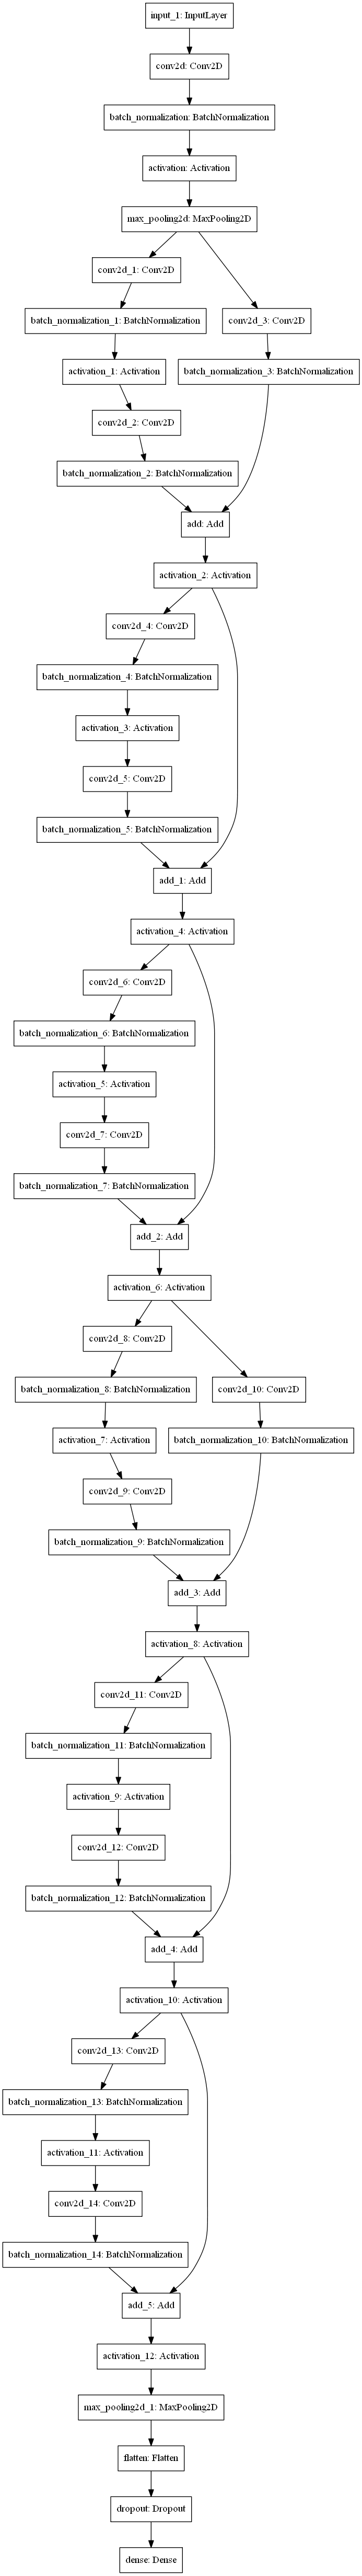 input_1: InputLayer
conv2d: Conv2D
batch_normalization: BatchNormalization
activation: Activation
max_pooling2d: MaxPooling2D
conv2d_1: Conv2D
batch_normalization_1: BatchNormalization
conv2d_3: Conv2D
activation_1: Activation
batch_normalization_3: BatchNormalization
conv2d_2: Conv2D
batch_normalization_2: BatchNormalization
add: Add
activation_2: Activation
conv2d_4: Conv2D
batch_normalization_4: BatchNormalization
activation_3: Activation
conv2d_5: Conv2D
batch_normalization_5: BatchNormalization
add_1: Add
activation_4: Activation
conv2d_6: Conv2D
batch_normalization_6: BatchNormalization
activation_5: Activation
conv2d_7: Conv2D
batch_normalization_7: BatchNormalization
add_2: Add
activation_6: Activation
conv2d_8: Conv2D
batch_normalization_8: BatchNormalization
conv2d_10: Conv2D
activation_7: Activation
batch_normalization_10: BatchNormalization
conv2d_9: Conv2D
batch_normalization_9: BatchNormalization
add_3: Add
activation_8: Activation
conv2d_11: Conv2D
batch_normalization_11: BatchNormalization
activation_9: Activation
conv2d_12: Conv2D
batch_normalization_12: BatchNormalization
add_4: Add
activation_10: Activation
conv2d_13: Conv2D
batch_normalization_13: BatchNormalization
activation_11: Activation
conv2d_14: Conv2D
batch_normalization_14: BatchNormalization
add_5: Add
activation_12: Activation
max_pooling2d_1: MaxPooling2D
flatten: Flatten
dropout: Dropout
dense: Dense